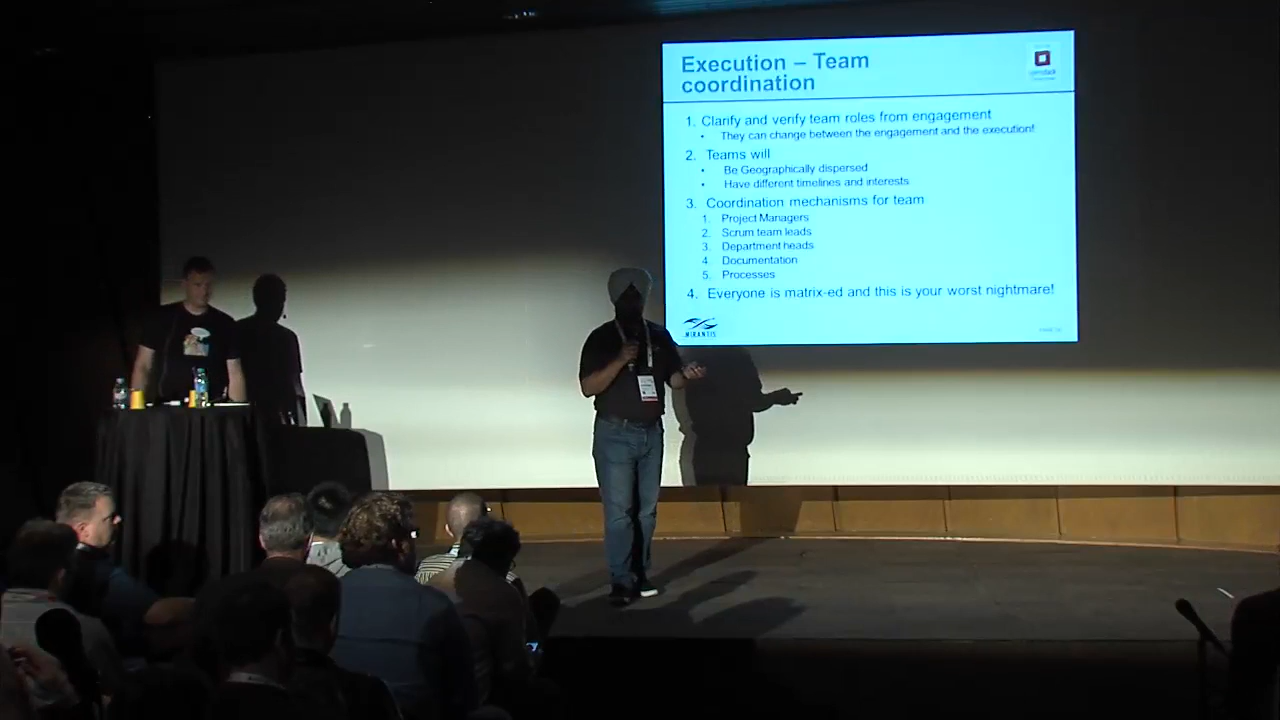 Execution – Team
coordination
openstack
1. Clarify and verify team roles from engagement
• They can change between the engagement and the execution!
2. Teams will
• Be Geographically dispersed
• Have different timelines and interests
3. Coordination mechanisms for team
1. Project Managers
2. Scrum team leads
3. Department heads
4. Documentation
5. Processes
4. Everyone is matrix-ed and this is your worst nightmare!
MIRANTIS